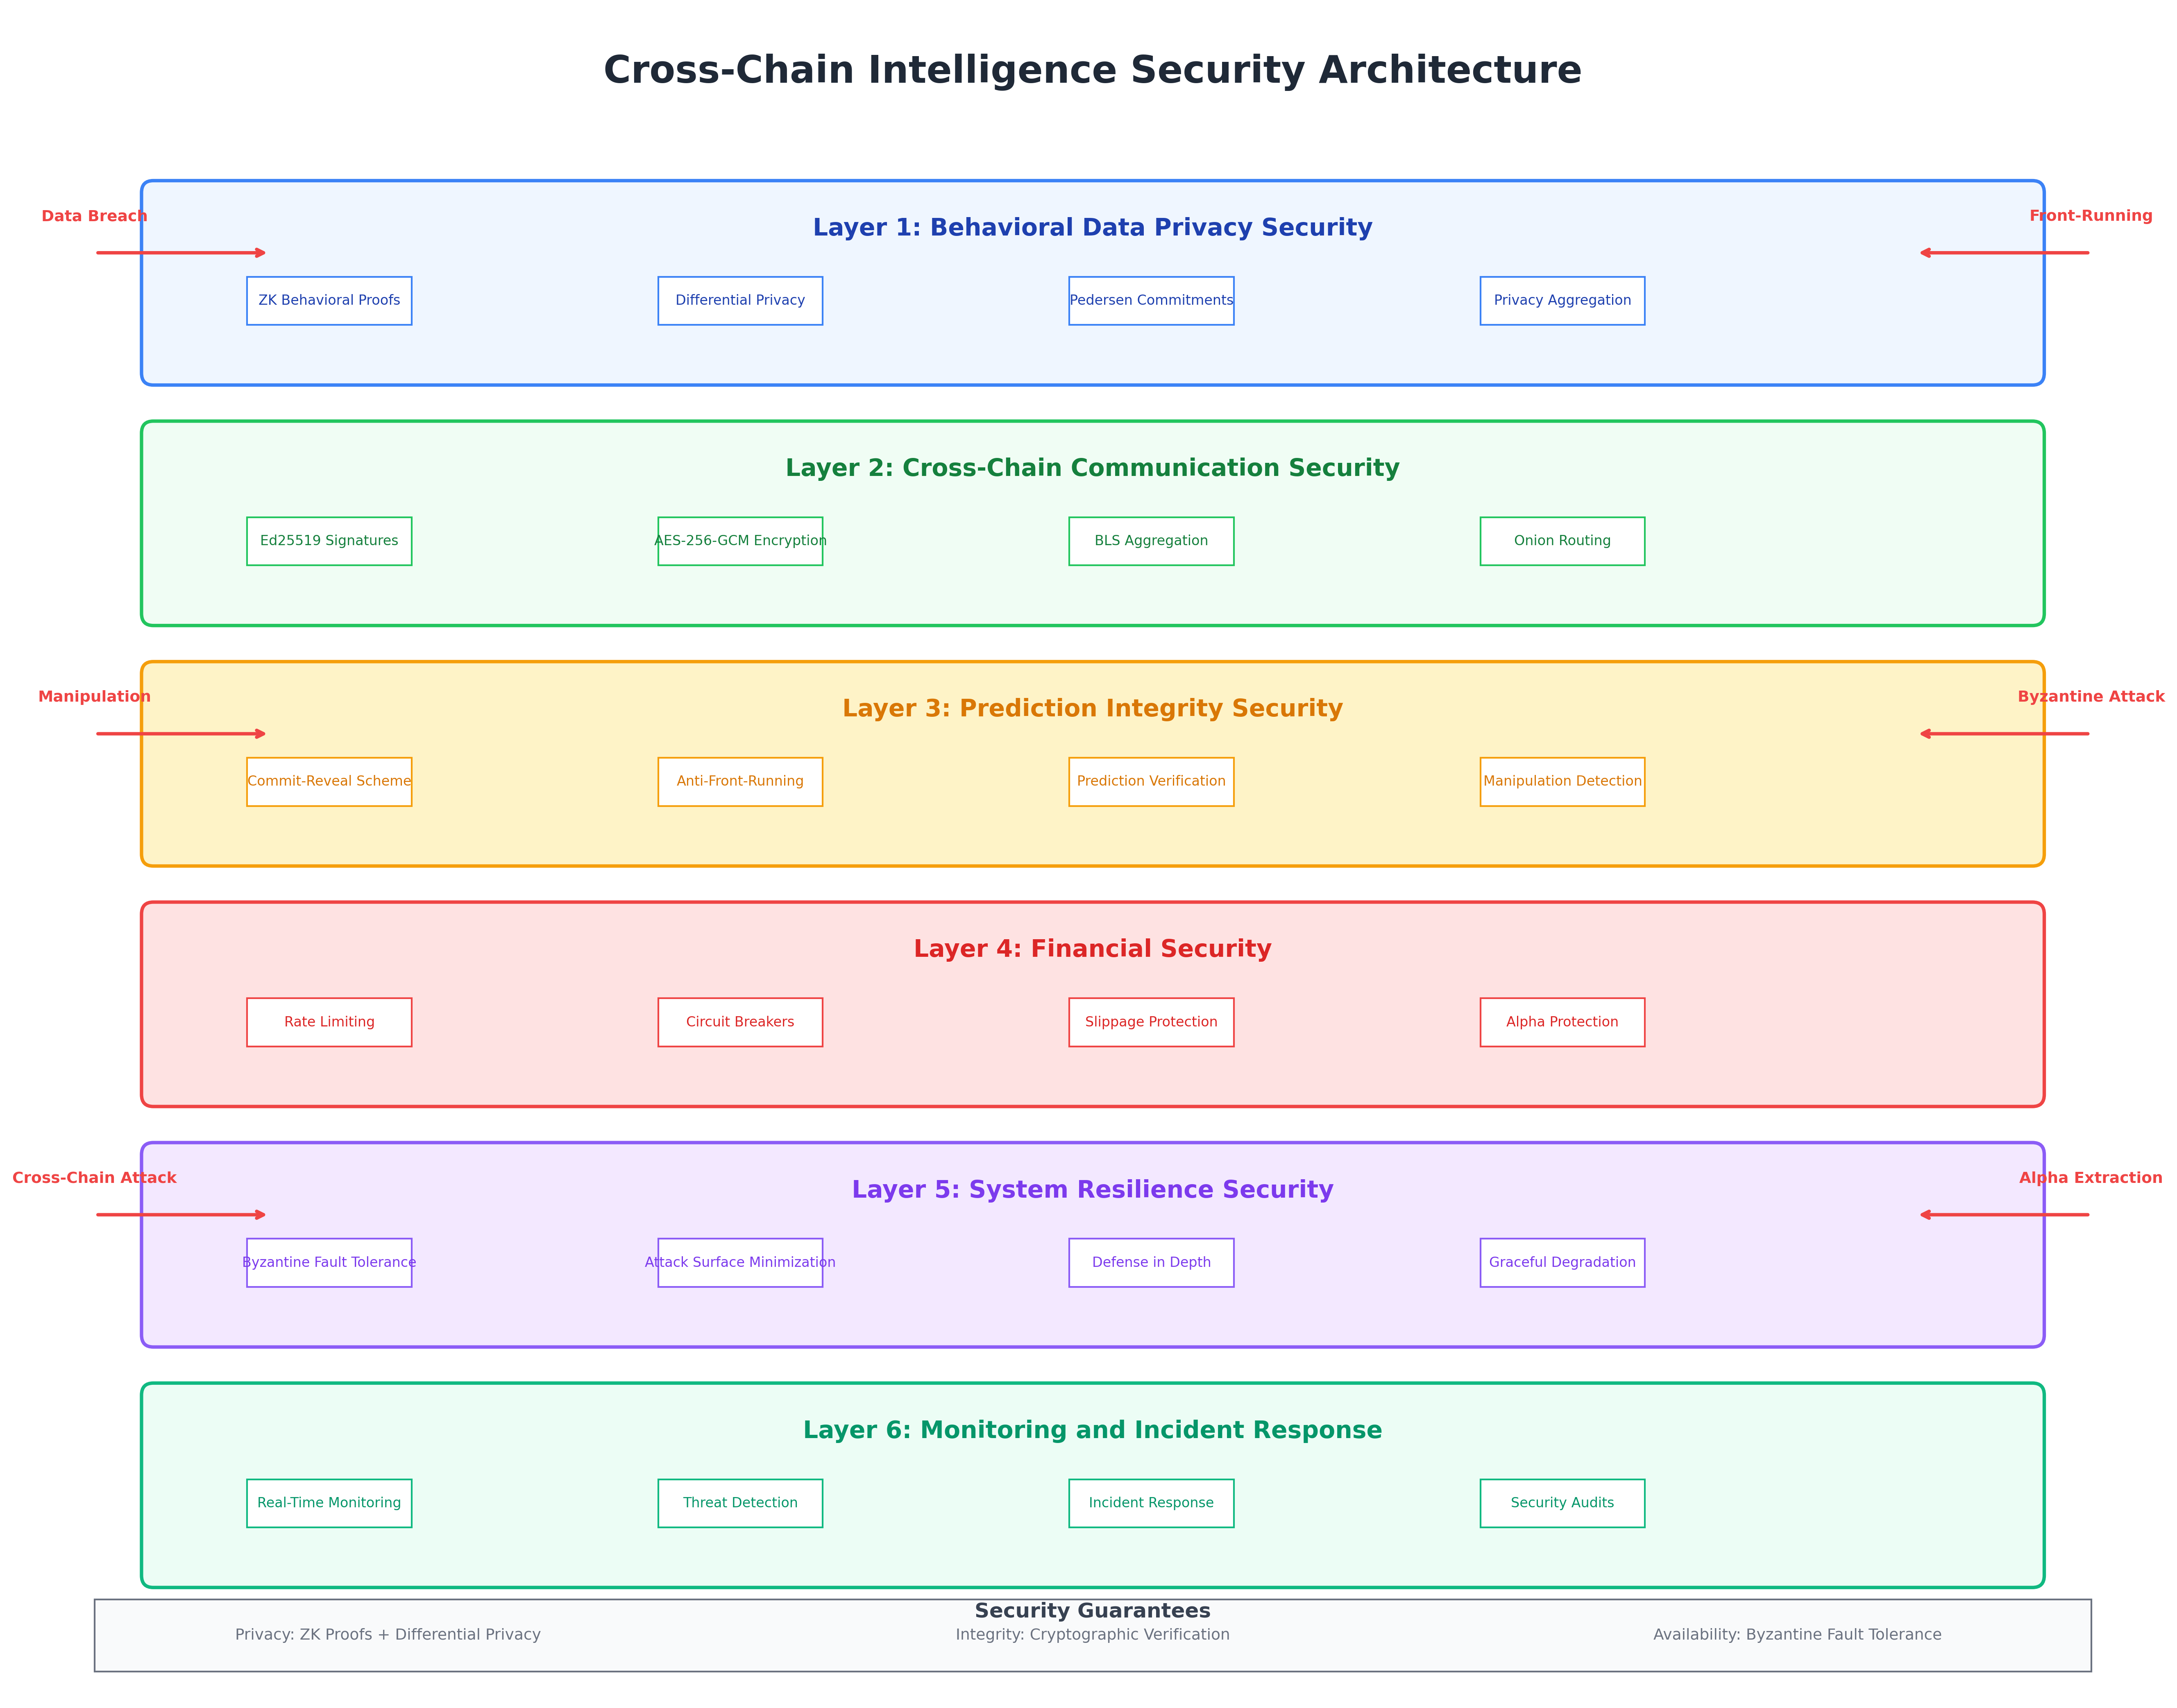 Cross-Chain Intelligence Security Architecture
Data Breach
Front-Running
Layer 1: Behavioral Data Privacy Security
ZK Behavioral Proofs
Differential Privacy
Pedersen Commitments
Privacy Aggregation
Layer 2: Cross-Chain Communication Security
Ed25519 Signatures
AES-256-GCM Encryption
BLS Aggregation
Onion Routing
Manipulation
Byzantine Attack
Layer 3: Prediction Integrity Security
Commit-Reveal Scheme
Anti-Front-Running
Prediction Verification
Manipulation Detection
Layer 4: Financial Security
Rate Limiting
Circuit Breakers
Slippage Protection
Alpha Protection
Cross-Chain Attack
Alpha Extraction
Layer 5: System Resilience Security
Byzantine Fault Tolerance
Attack Surface Minimization
Defense in Depth
Graceful Degradation
Layer 6: Monitoring and Incident Response
Real-Time Monitoring
Threat Detection
Incident Response
Security Audits
Security Guarantees
Privacy: ZK Proofs + Differential Privacy
Integrity: Cryptographic Verification
Availability: Byzantine Fault Tolerance